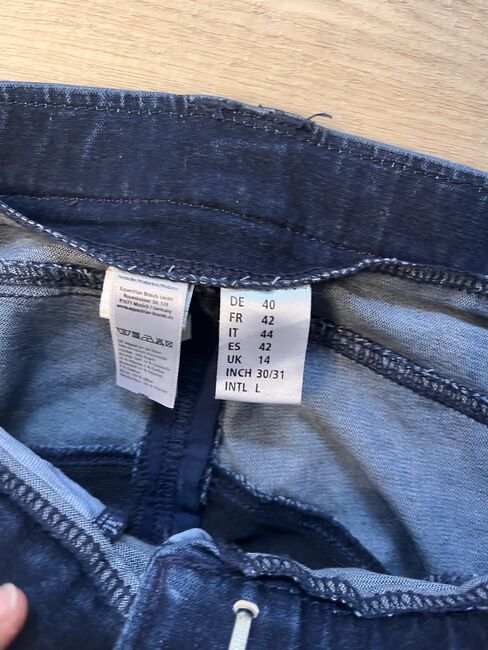 Equestrian Brands GmbH
Rosenheimer Str. 139
81671 Munich / Germany
www.equestrian-brands.de
DE 40
FR 42
IT 44
ES 42
UK 14
INCH 30/31
INTL L